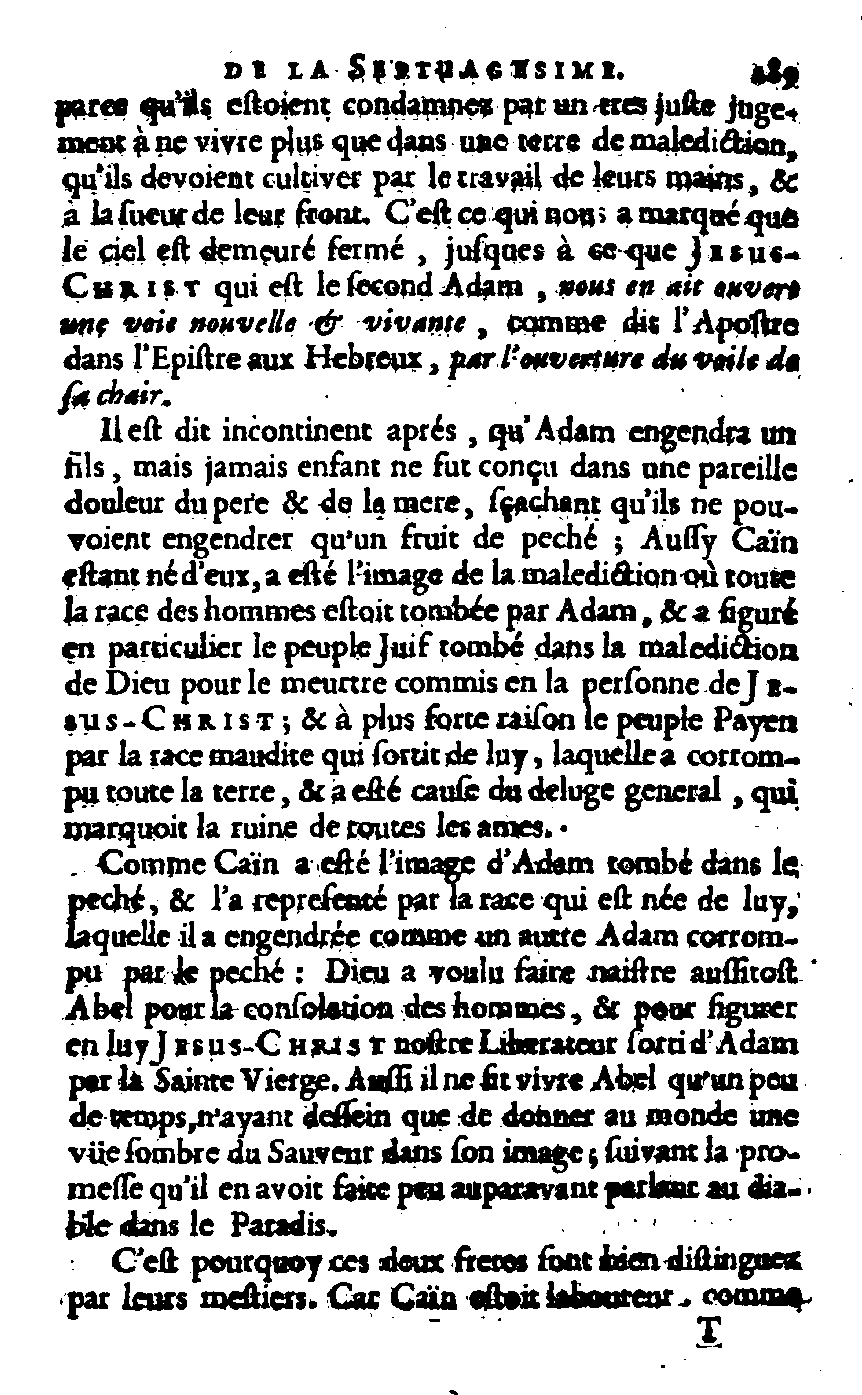 DE LA SEPTUAGESIME. 289
parce qu'ils eſtoient condamnez par un tres juſte juge-
ment à ne vivre plus que dans une terre de malediction,
qu'ils devoient cultiver par le travail de leurs mains, &
à la ſueur de leur front. C'eſt ce qui nous a marqué que
le ciel eſt demeuré fermé, juſques à ce que JESUS-
CHRIST qui eſt le ſecond Adam, nous en ait ouvert
une voie nouvelle & vivante, comme dit l'Apoſtre
dans l'Epiſtre aux Hebreux, par l'ouverture du voile de
ſa chair.
Il eſt dit incontinent aprés, qu'Adam engendra un
fils, mais jamais enfant ne fut conçu dans une pareille
douleur du pere & de la mere, ſçachant qu'ils ne pou-
voient engendrer qu'un fruit de peché; Auſſy Caïn
eſtant né d'eux, a eſté l'image de la malediction où toute
la race des hommes eſtoit tombée par Adam, & a figuré
en particulier le peuple Juif tombé dans la malediction
de Dieu pour le meurtre commis en la perſonne de JE-
SUS-CHRIST; & à plus forte raiſon le peuple Payen
par la race maudite qui ſortit de luy, laquelle a corrom-
pu toute la terre, & a eſté cauſe du deluge general, qui
marquoit la ruine de toutes les ames.
Comme Caïn a eſté l'image d'Adam tombé dans le
peché, & l'a repreſenté par la race qui eſt née de luy,
laquelle il a engendrée comme un autre Adam corrom-
pu par le peché: Dieu a voulu faire naiſtre auſſitoſt
Abel pour la conſolation des hommes, & pour figurer
en luy JESUS-CHRIST noſtre Liberateur ſorti d'Adam
par la Sainte Vierge. Auſſi il ne fit vivre Abel qu'un peu
de temps, n'ayant deſſein que de donner au monde une
vüe ſombre du Sauveur dans ſon image; ſuivant la pro-
meſſe qu'il en avoit faite peu auparavant parlant au dia-
ble dans le Paradis.
C'eſt pourquoy ces deux freres ſont bien diſtinguez
par leurs meſtiers. Car Caïn eſtoit laboureur, comme
T